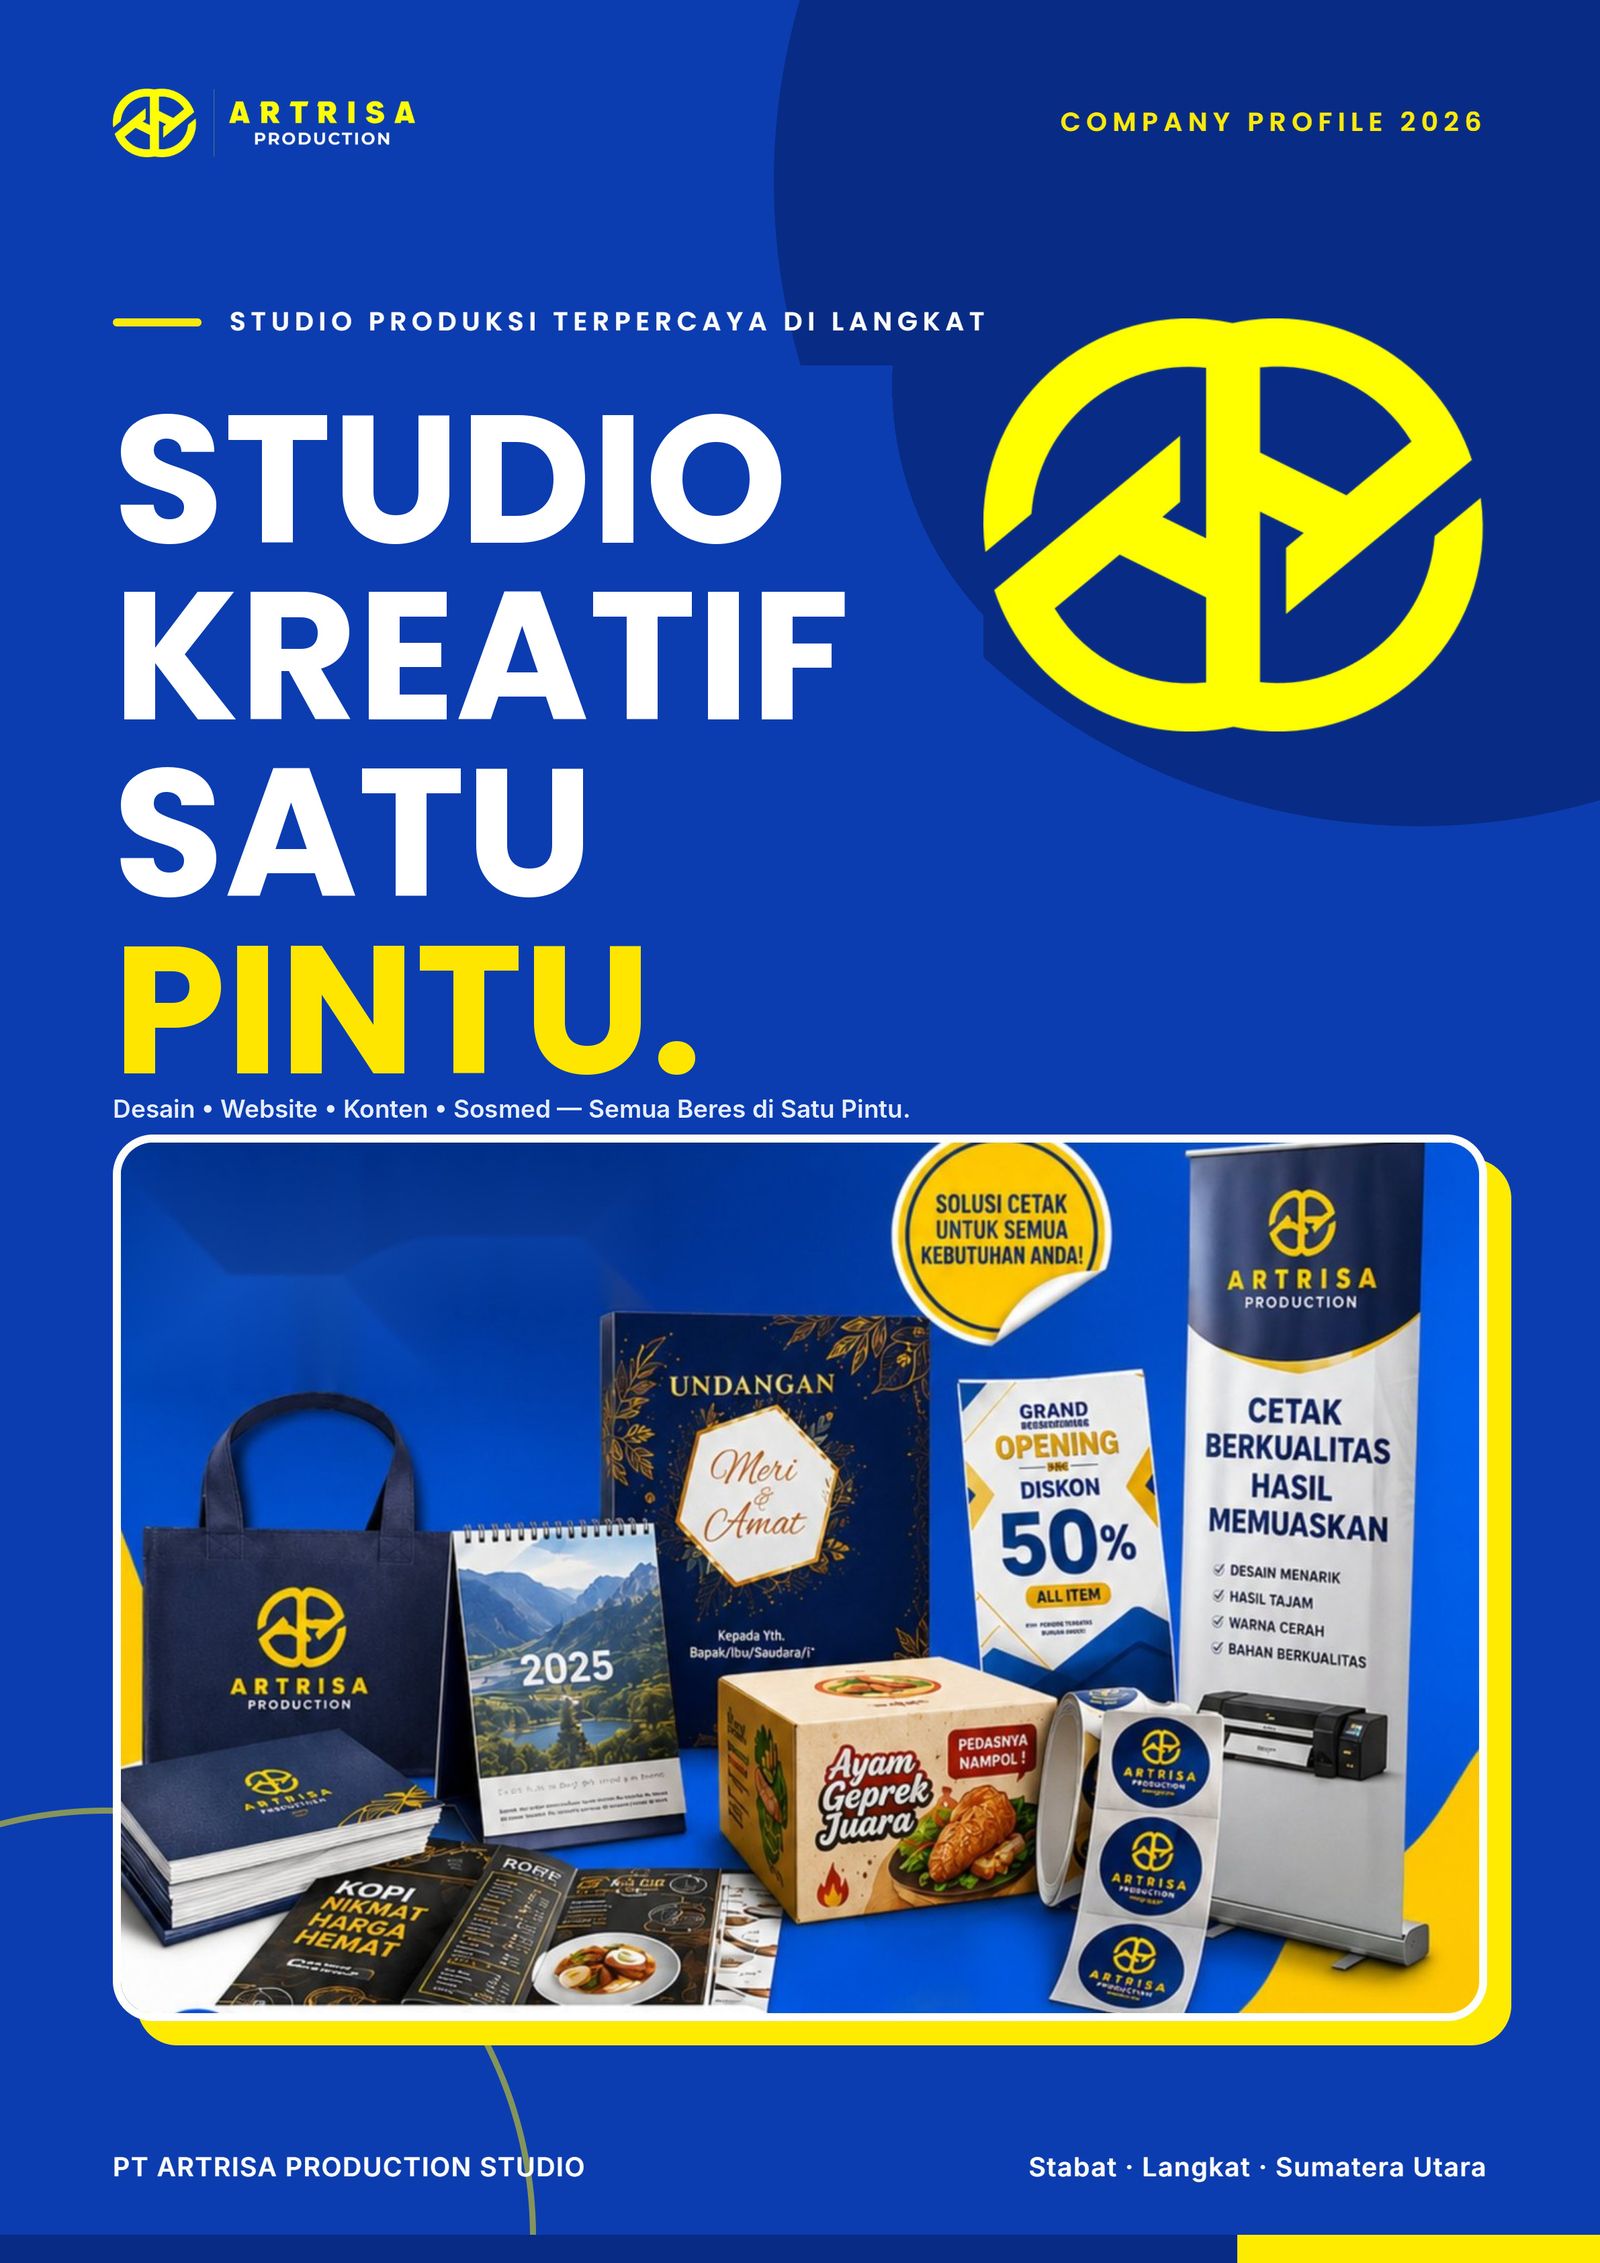 ARTRISA
PRODUCTION
COMPANY PROFILE 2026
STUDIO PRODUKSI TERPERCAYA DI LANGKAT
STUDIO
KREATIF
SATU
PINTU.
Desain • Website • Konten • Sosmed — Semua Beres di Satu Pintu.
SOLUSI CETAK
UNTUK SEMUA
KEBUTUHAN ANDA!
ARTRISA
PRODUCTION
CETAK
BERKUALITAS
HASIL
MEMUASKAN
DESAIN MENARIK
HASIL TAJAM
WARNA CERAH
BAHAN BERKUALITAS
UNDANGAN
Meri
&
Amat
Kepada Yth.
Bapak/Ibu/Saudara/i
GRAND
OPENING
DISKON
50%
ALL ITEM
ARTRISA
PRODUCTION
2025
ARTRISA
KOPI
NIKMAT
HARGA
HEMAT
Ayam
Geprek
Juara
PEDASNYA
NAMPOL!
ARTRISA
PRODUCTION
ARTRISA
PRODUCTION
ARTRISA
PT ARTRISA PRODUCTION STUDIO
Stabat · Langkat · Sumatera Utara